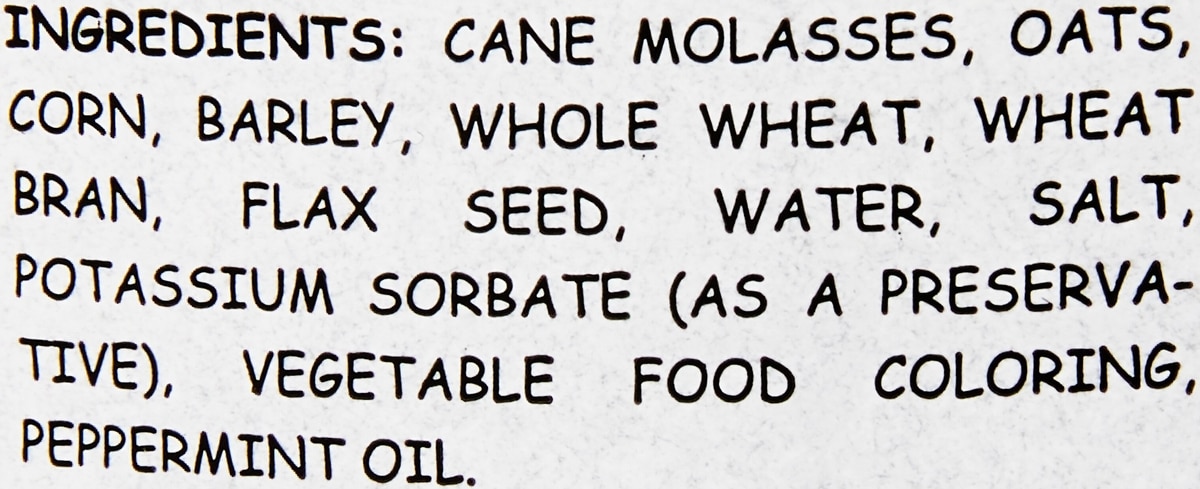 INGREDIENTS: CANE MOLASSES, OATS,
CORN, BARLEY, WHOLE WHEAT, WHEAT
BRAN, FLAX SEED, WATER, SALT,
POTASSIUM SORBATE (AS A PRESERVA-
TIVE), VEGETABLE FOOD COLORING,
PEPPERMINT OIL.